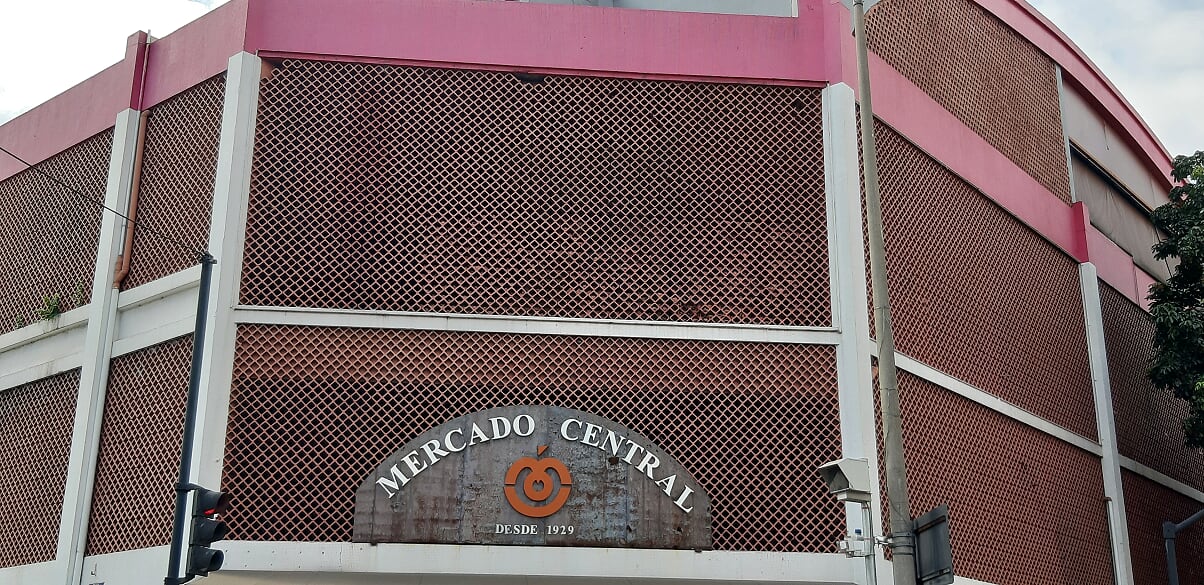 MERCADO CENTRAL
DESDE 1929